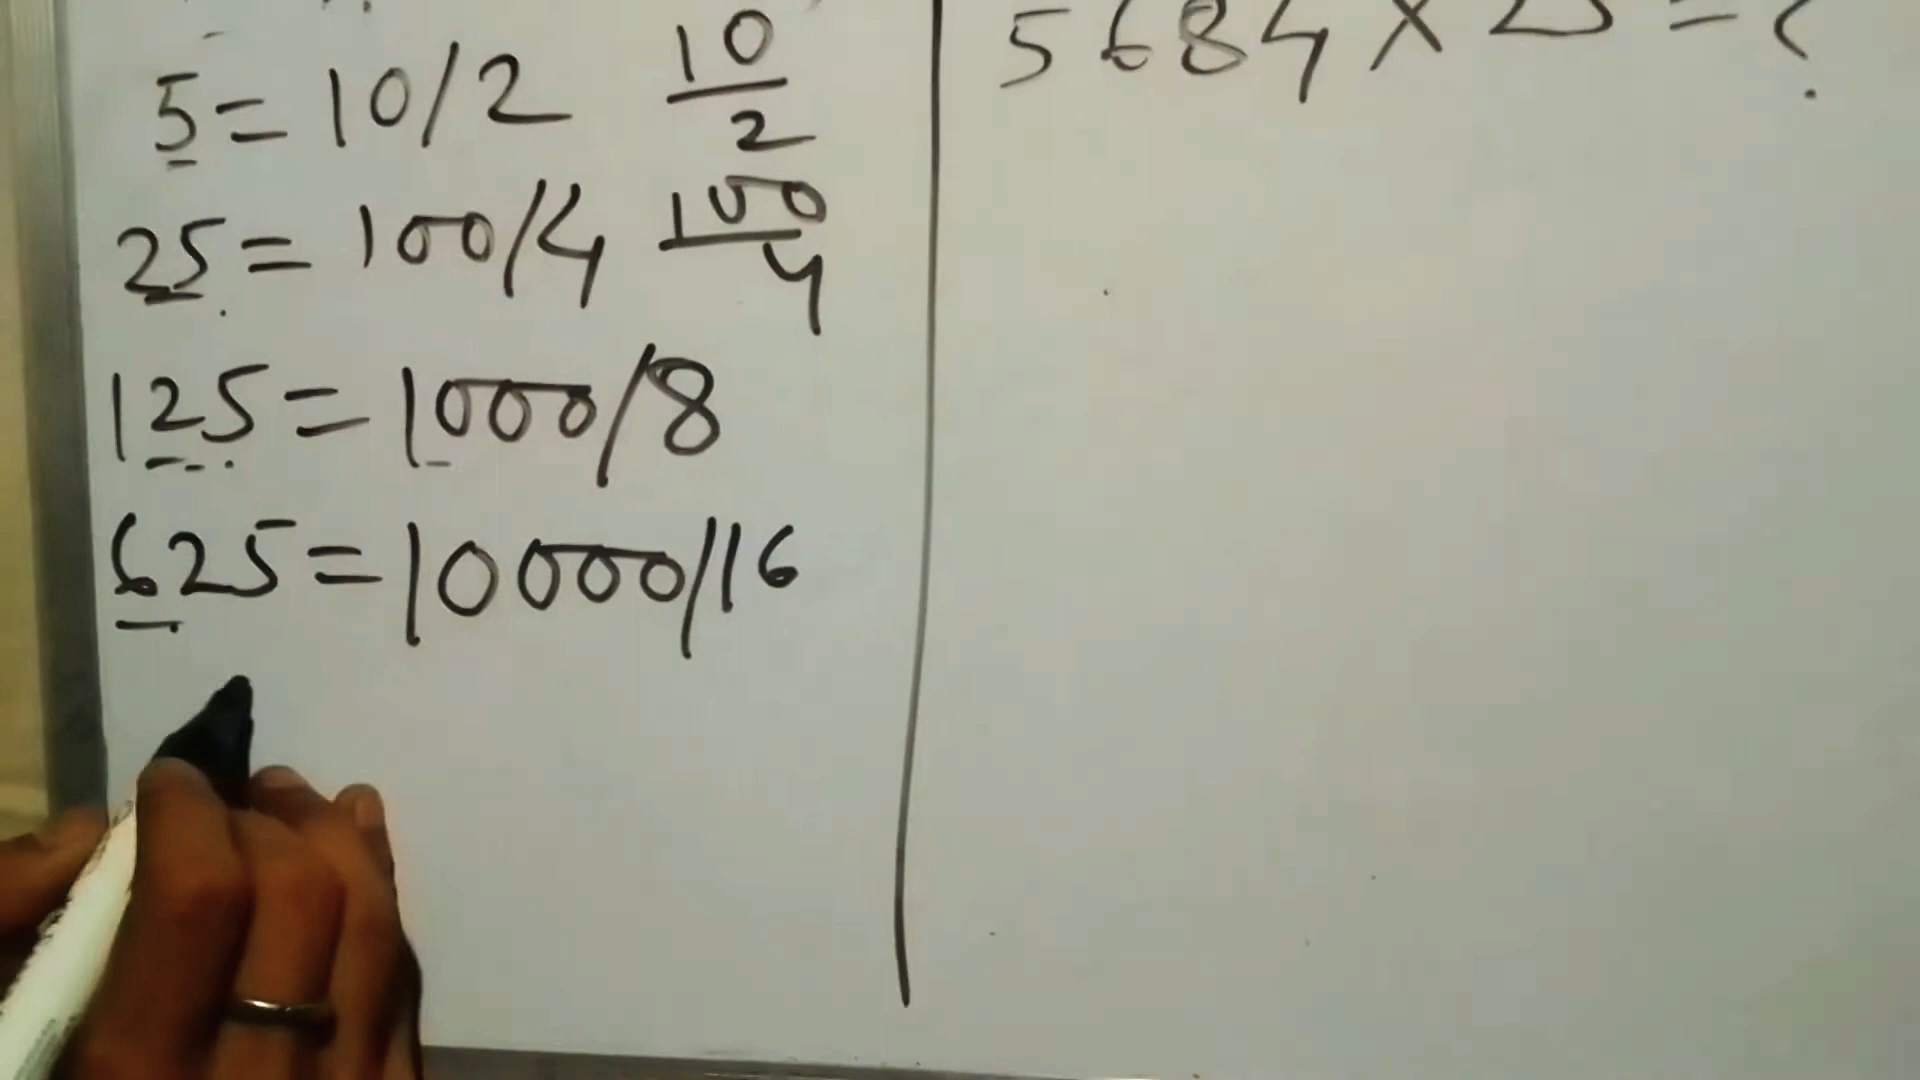 5 = 10/2 10/2
25 = 100/4 100/4
125 = 1000/8
625 = 10000/16
5684 × 25 = ?